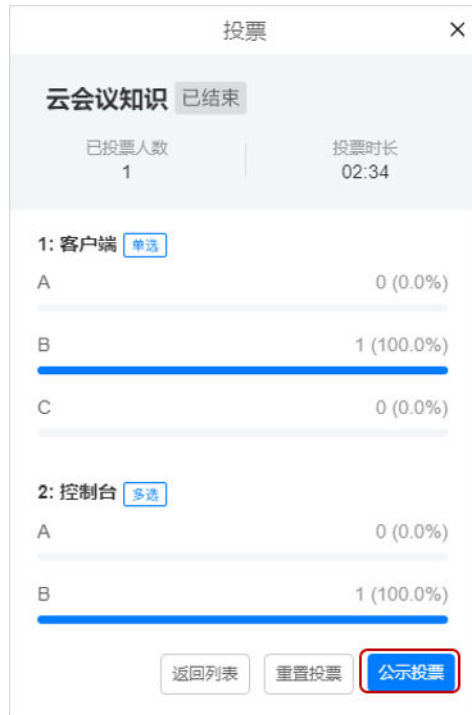 投票
云会议知识 已结束
已投票人数 投票时长
1 02:34
1: 客户端 单选
A 0 (0.0%)
B 1 (100.0%)
C 0 (0.0%)
2: 控制台 多选
A 0 (0.0%)
B 1 (100.0%)
返回列表 重置投票 公示投票